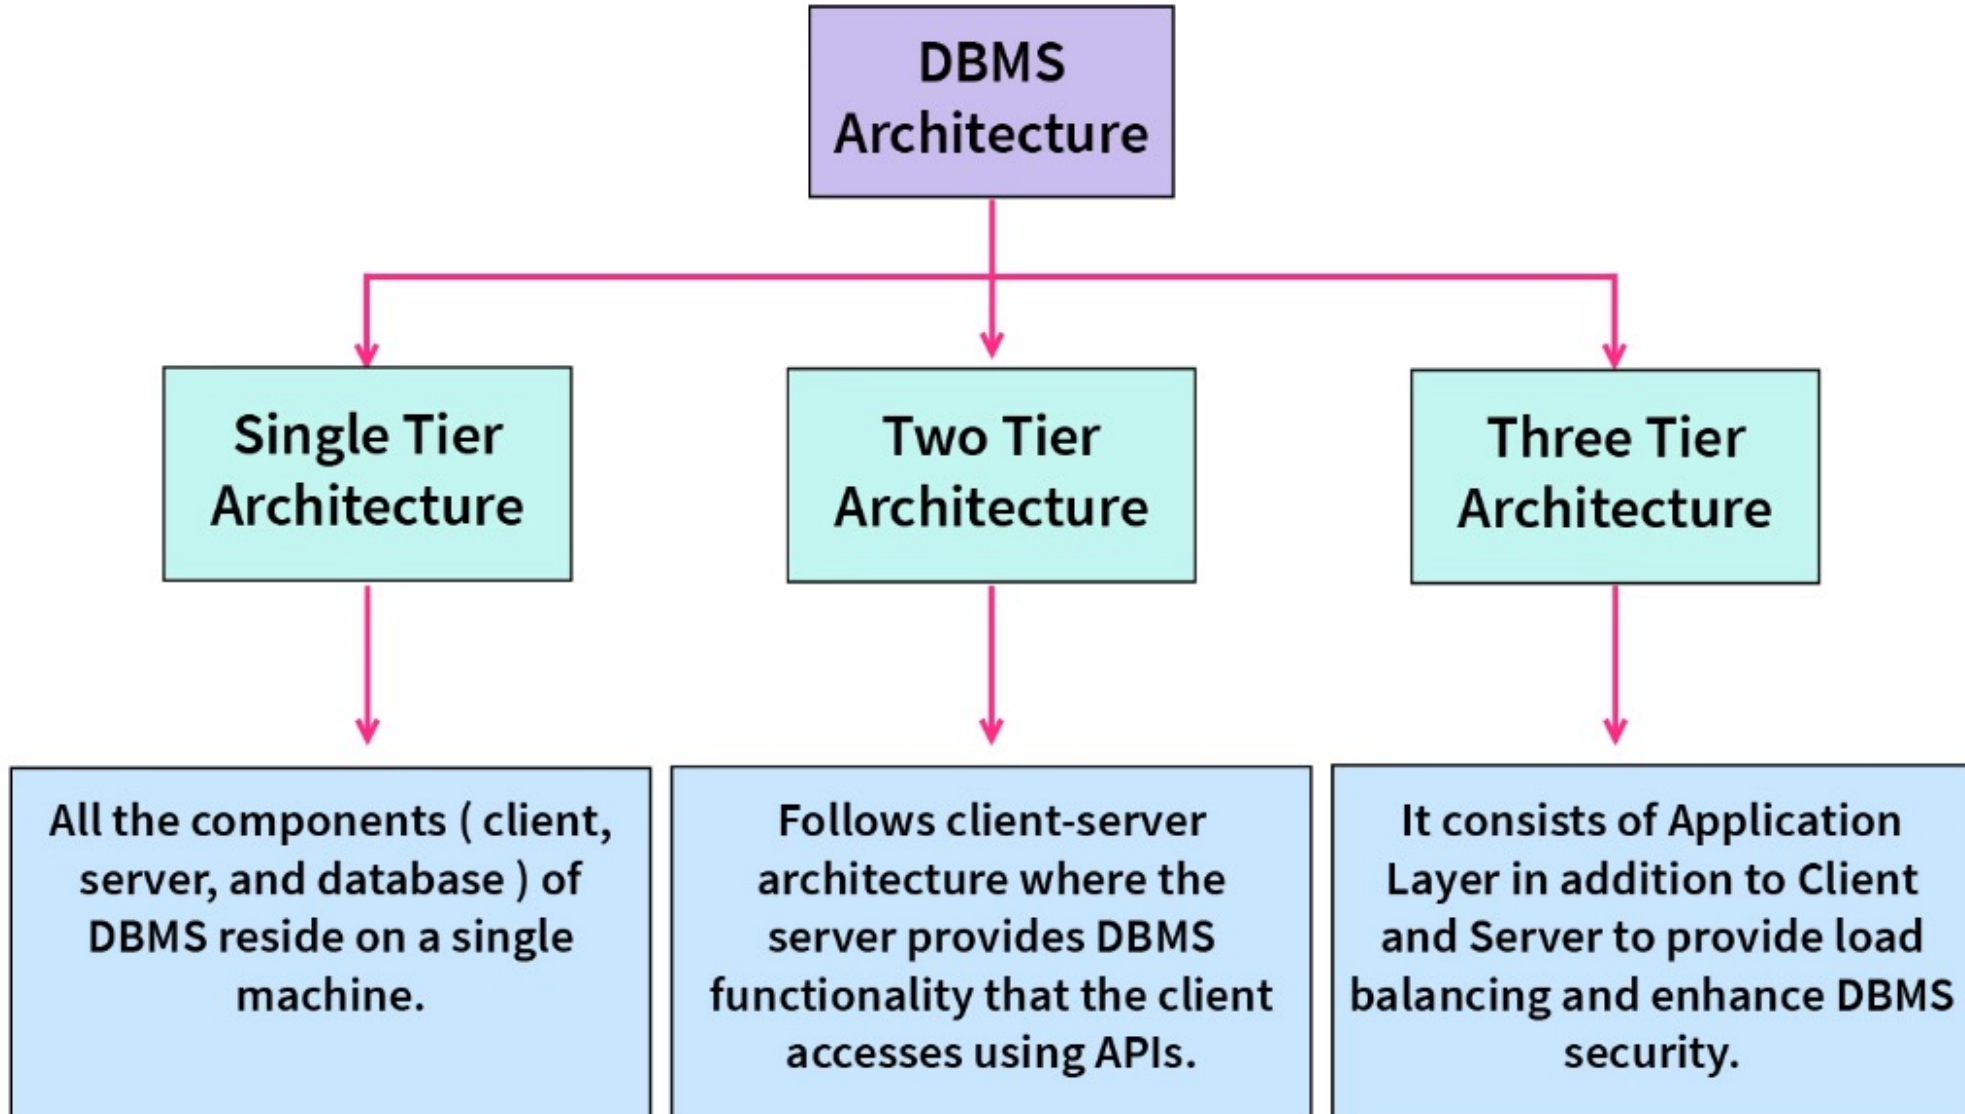 DBMS
Architecture
Single Tier
Architecture
Two Tier
Architecture
Three Tier
Architecture
All the components ( client,
server, and database ) of
DBMS reside on a single
machine.
Follows client-server
architecture where the
server provides DBMS
functionality that the client
accesses using APIs.
It consists of Application
Layer in addition to Client
and Server to provide load
balancing and enhance DBMS
security.